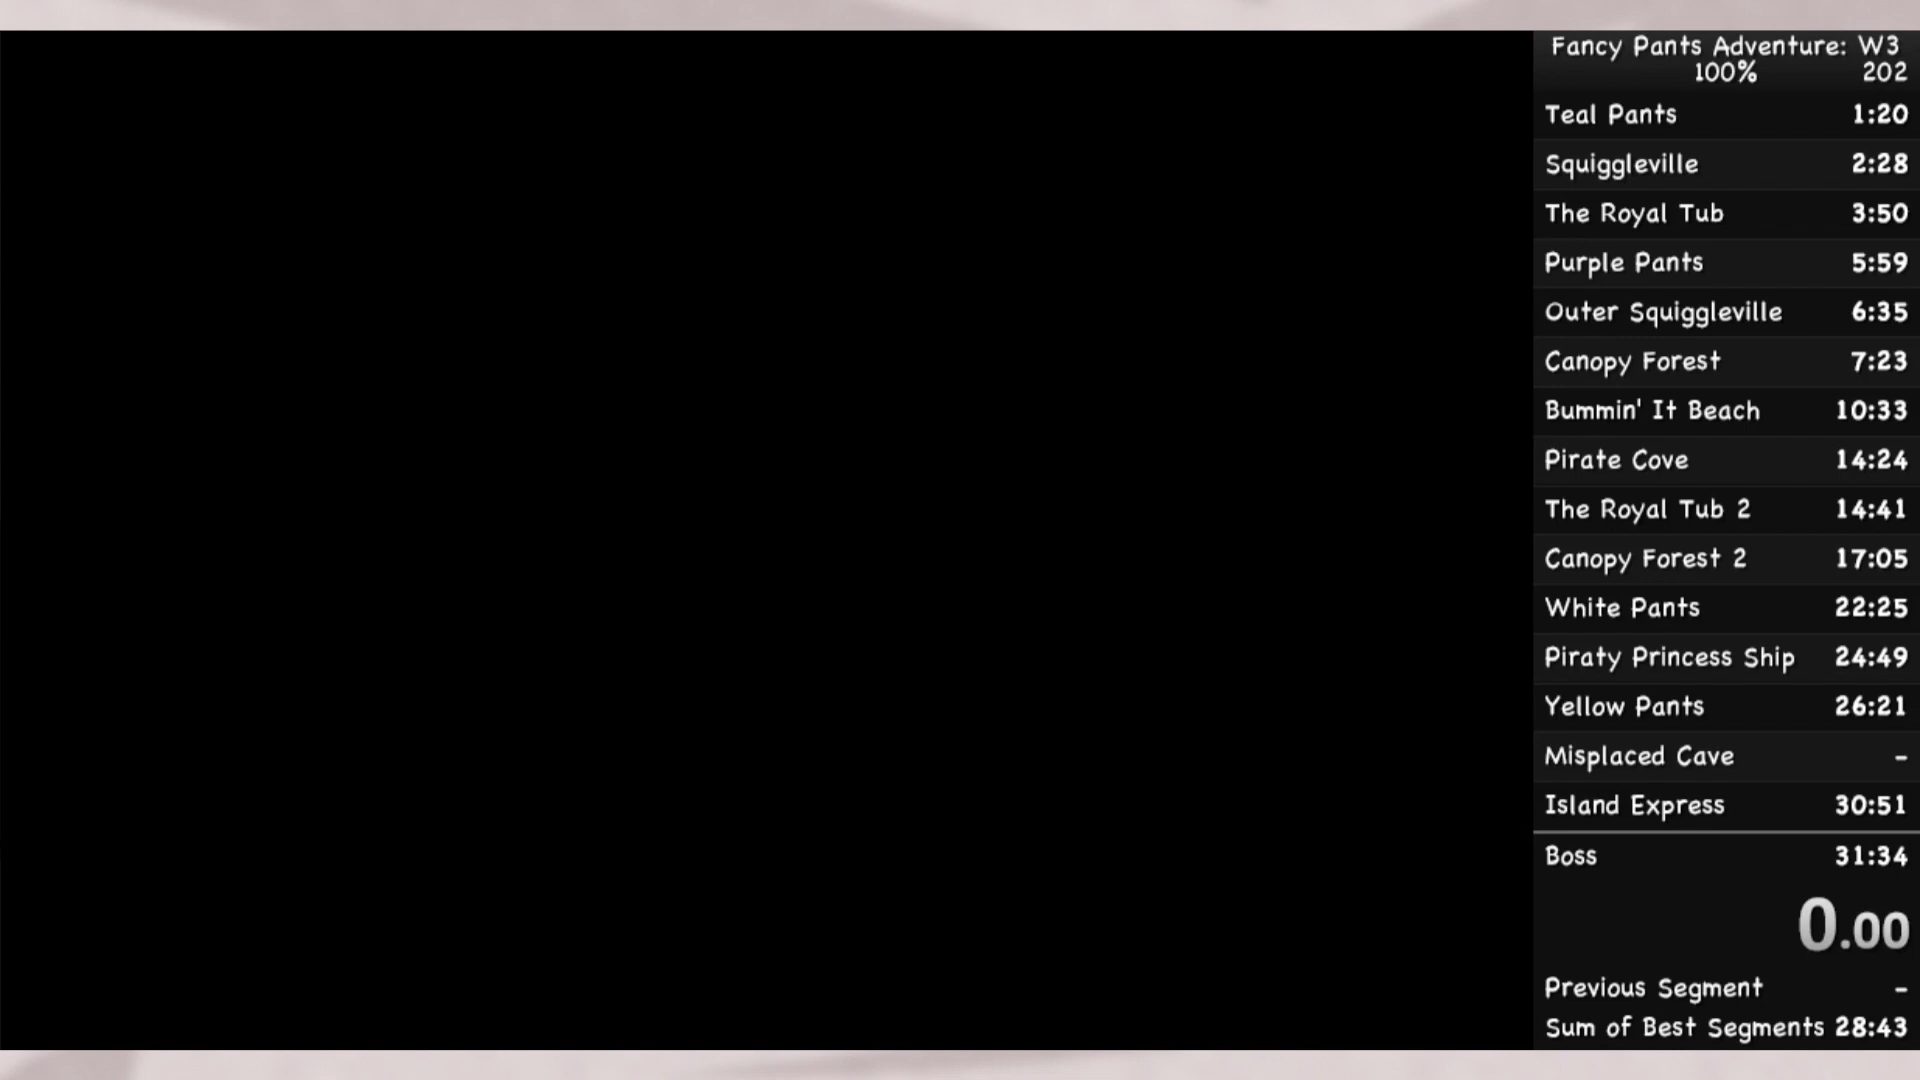 Fancy Pants Adventure: W3
100% 202
Teal Pants 1:20
Squiggleville 2:28
The Royal Tub 3:50
Purple Pants 5:59
Outer Squiggleville 6:35
Canopy Forest 7:23
Bummin' It Beach 10:33
Pirate Cove 14:24
The Royal Tub 2 14:41
Canopy Forest 2 17:05
White Pants 22:25
Piraty Princess Ship 24:49
Yellow Pants 26:21
Misplaced Cave -
Island Express 30:51
Boss 31:34
0.00
Previous Segment -
Sum of Best Segments 28:43